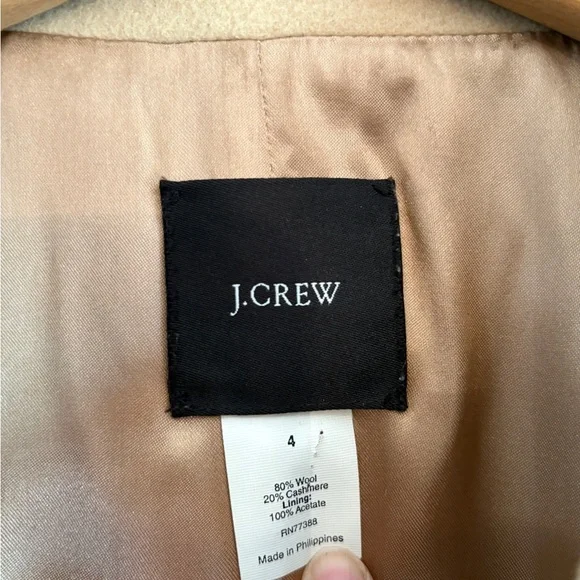 J.CREW
4
80% Wool
20% Cashmere
Lining:
100% Acetate
RN77388
Made in Philippines